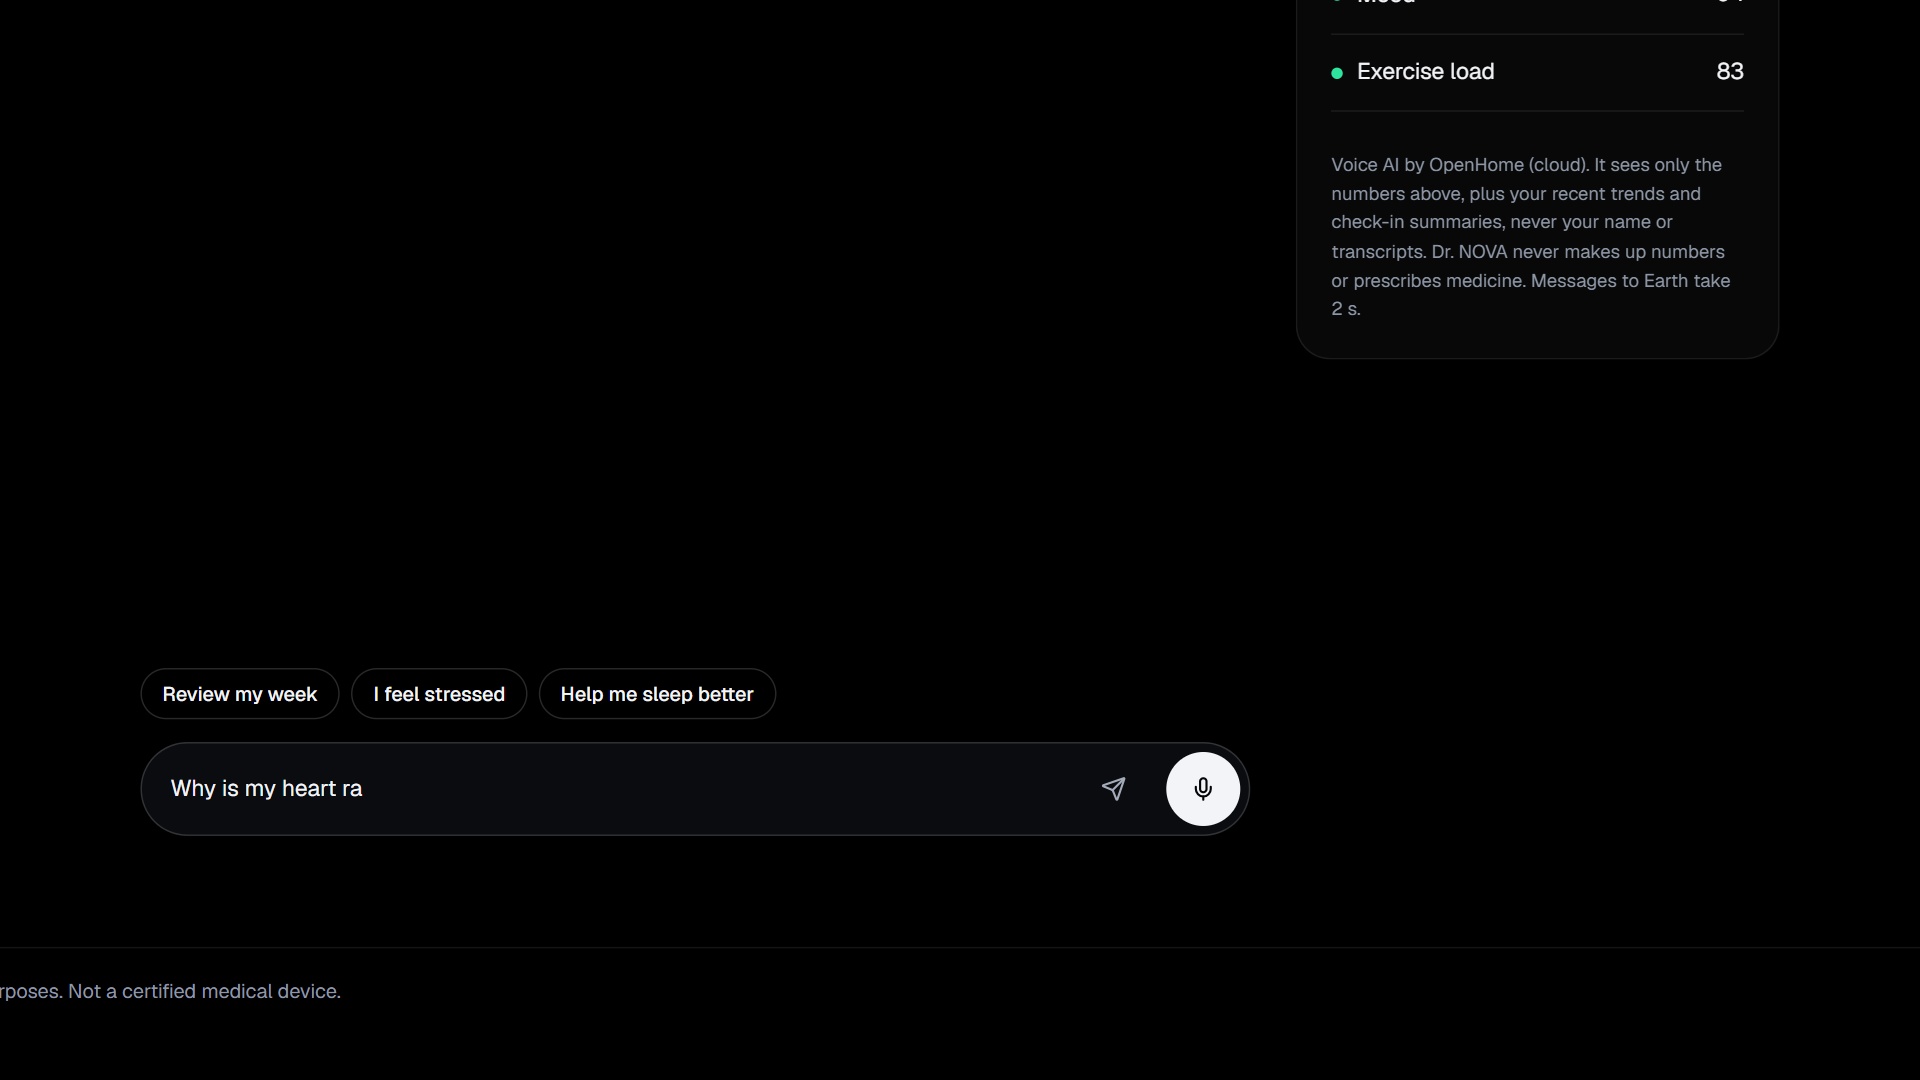 Exercise load 83
Voice AI by OpenHome (cloud). It sees only the
numbers above, plus your recent trends and
check-in summaries, never your name or
transcripts. Dr. NOVA never makes up numbers
or prescribes medicine. Messages to Earth take
2 s.
Review my week I feel stressed Help me sleep better
Why is my heart ra
Not a certified medical device.